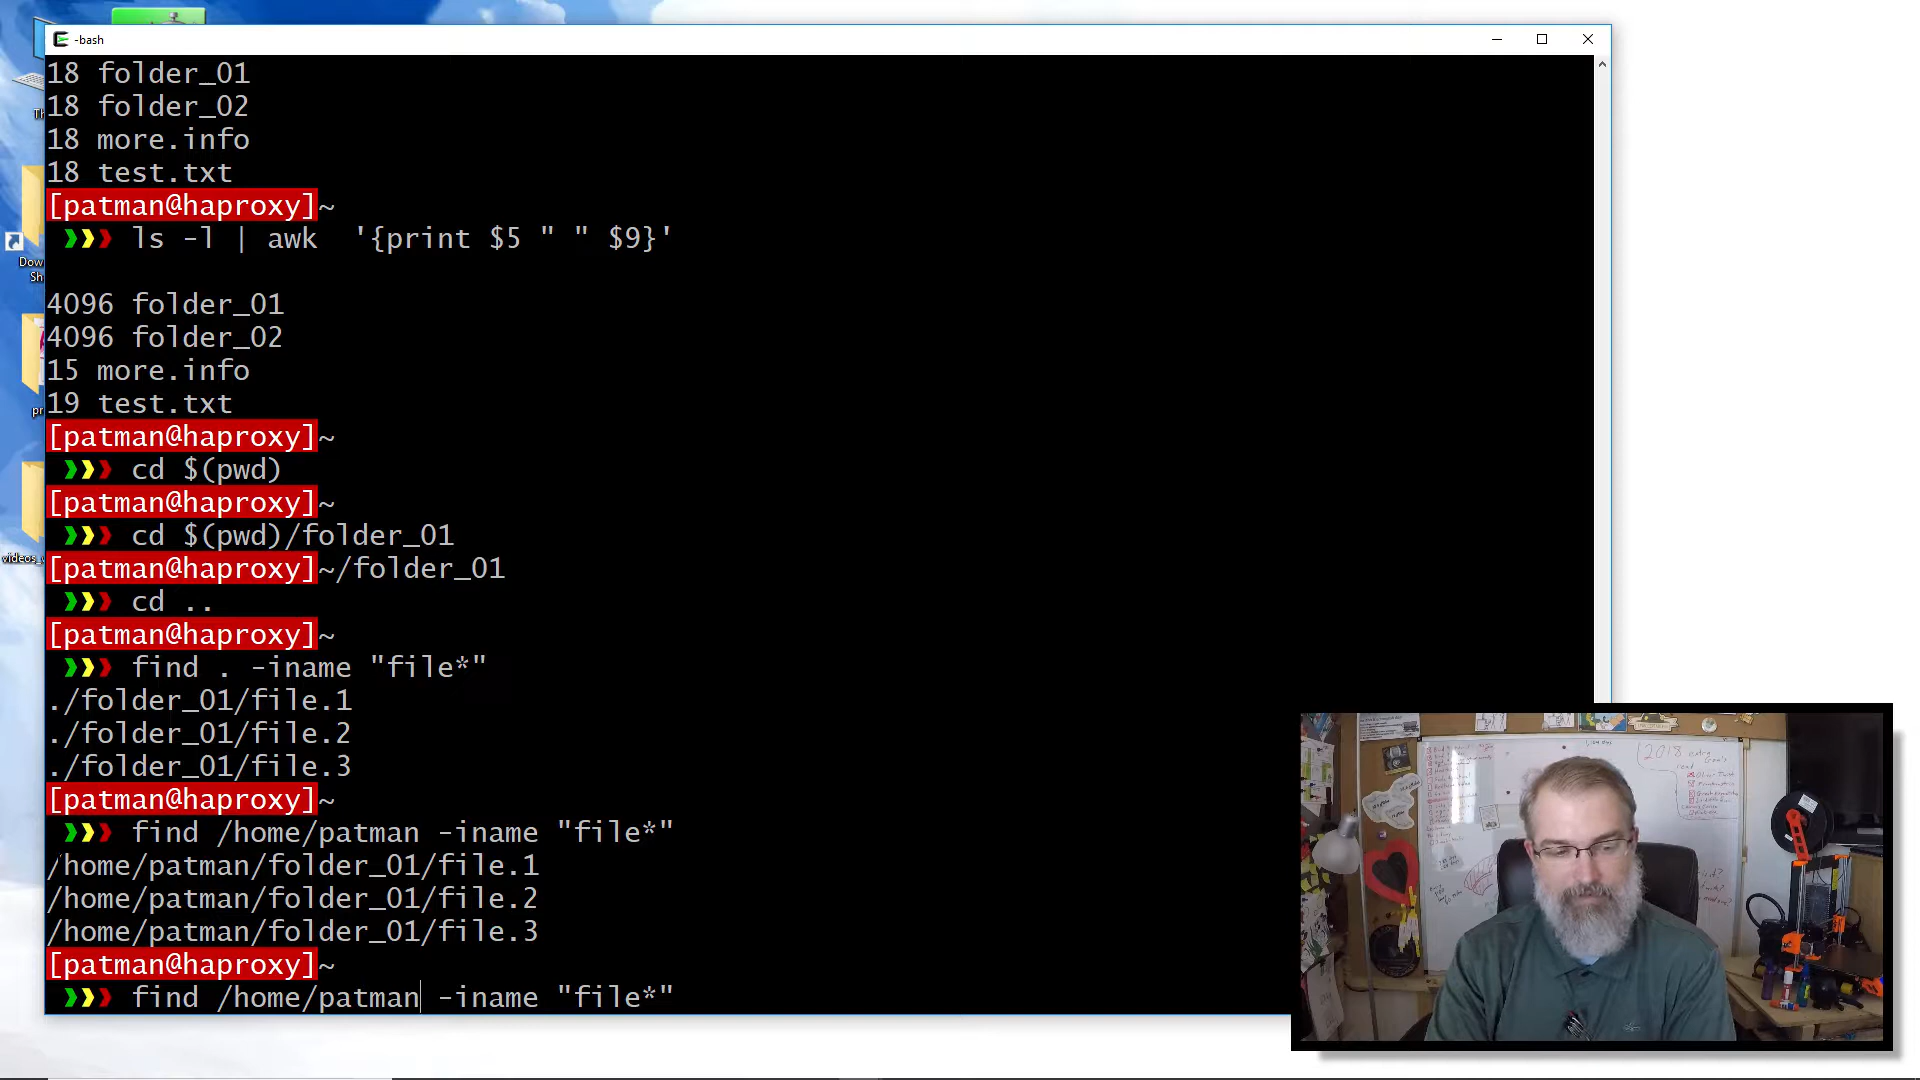 -bash
18 folder_01
18 folder_02
18 more.info
18 test.txt
[patman@haproxy]~
❯❯❯ ls -l | awk  '{print $5 " " $9}'
4096 folder_01
4096 folder_02
15 more.info
19 test.txt
[patman@haproxy]~
❯❯❯ cd $(pwd)
[patman@haproxy]~
❯❯❯ cd $(pwd)/folder_01
[patman@haproxy]~/folder_01
❯❯❯ cd ..
[patman@haproxy]~
❯❯❯ find . -iname "file*"
./folder_01/file.1
./folder_01/file.2
./folder_01/file.3
[patman@haproxy]~
❯❯❯ find /home/patman -iname "file*"
/home/patman/folder_01/file.1
/home/patman/folder_01/file.2
/home/patman/folder_01/file.3
[patman@haproxy]~
❯❯❯ find /home/patman -iname "file*"
Dow
Sh
2018